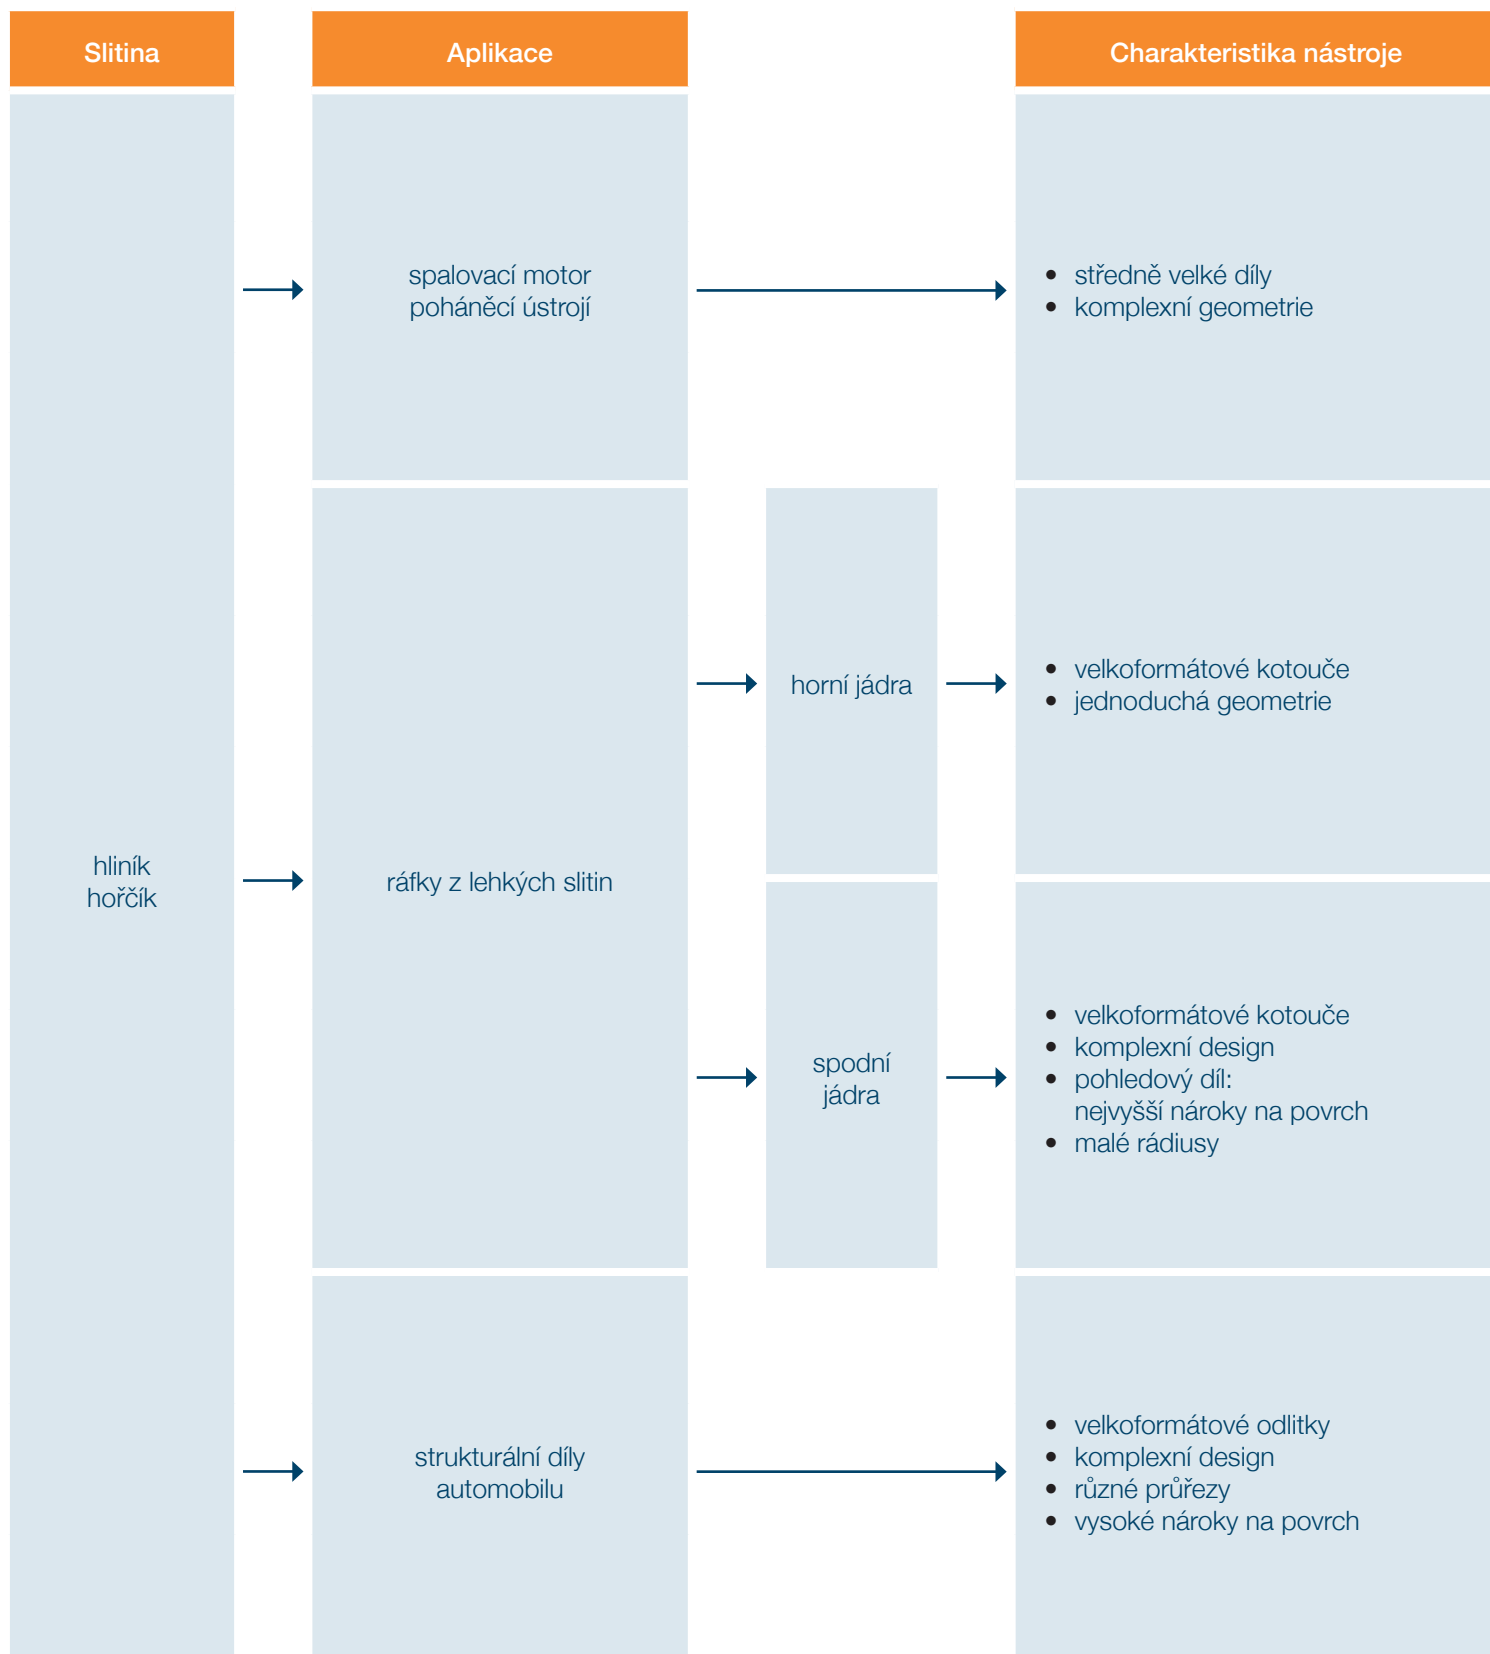 Slitina
Aplikace
Charakteristika nástroje
hliník
hořčík
spalovací motor
poháněcí ústrojí
• středně velké díly
• komplexní geometrie
ráfky z lehkých slitin
horní jádra
• velkoformátové kotouče
• jednoduchá geometrie
spodní
jádra
• velkoformátové kotouče
• komplexní design
• pohledový díl:
nejvyšší nároky na povrch
• malé rádiusy
strukturální díly
automobilu
• velkoformátové odlitky
• komplexní design
• různé průřezy
• vysoké nároky na povrch